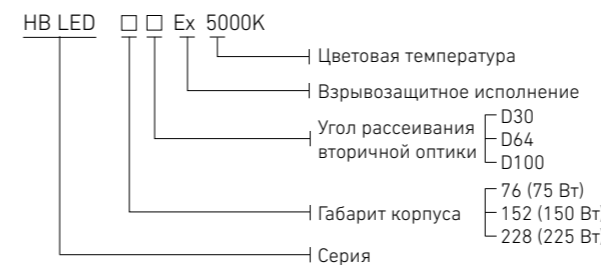 HB LED □ □ Ex 5000K
Цветовая температура
Взрывозащитное исполнение
Угол рассеивания
вторичной оптики
D30
D64
D100
Габарит корпуса
76 (75 Вт)
152 (150 Вт)
228 (225 Вт)
Серия